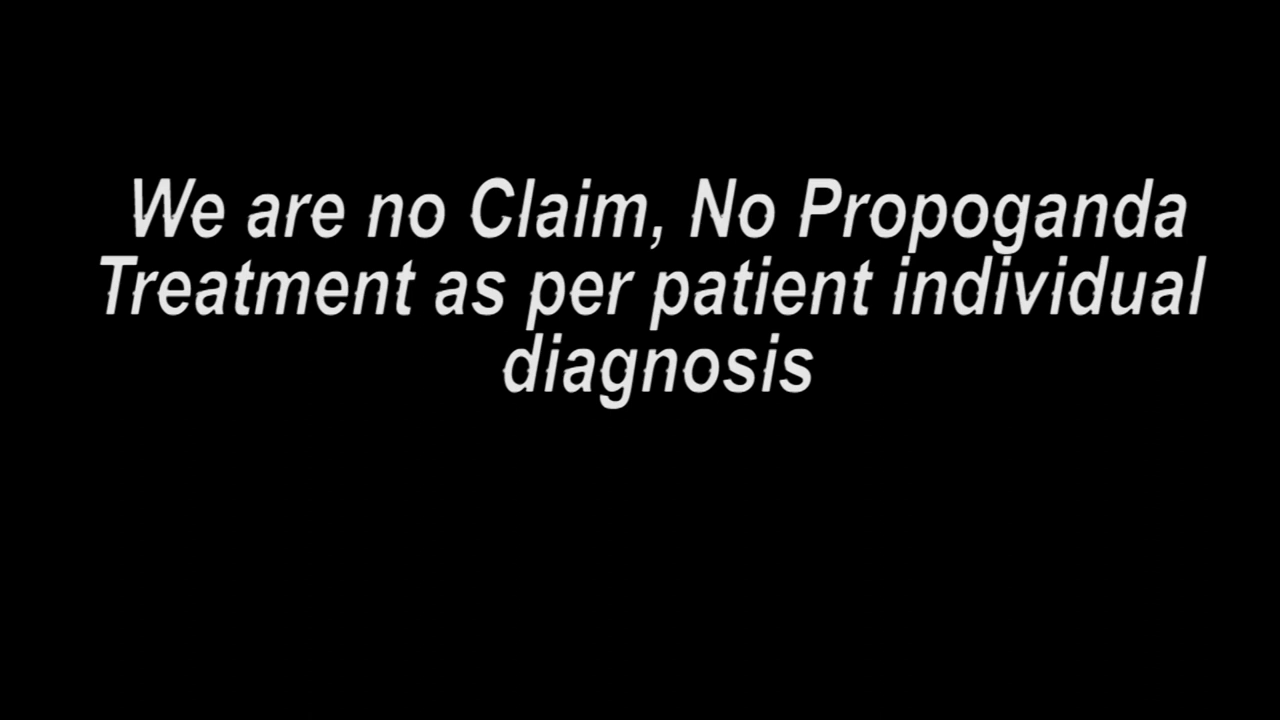 We are no Claim, No Propoganda
Treatment as per patient individual
diagnosis